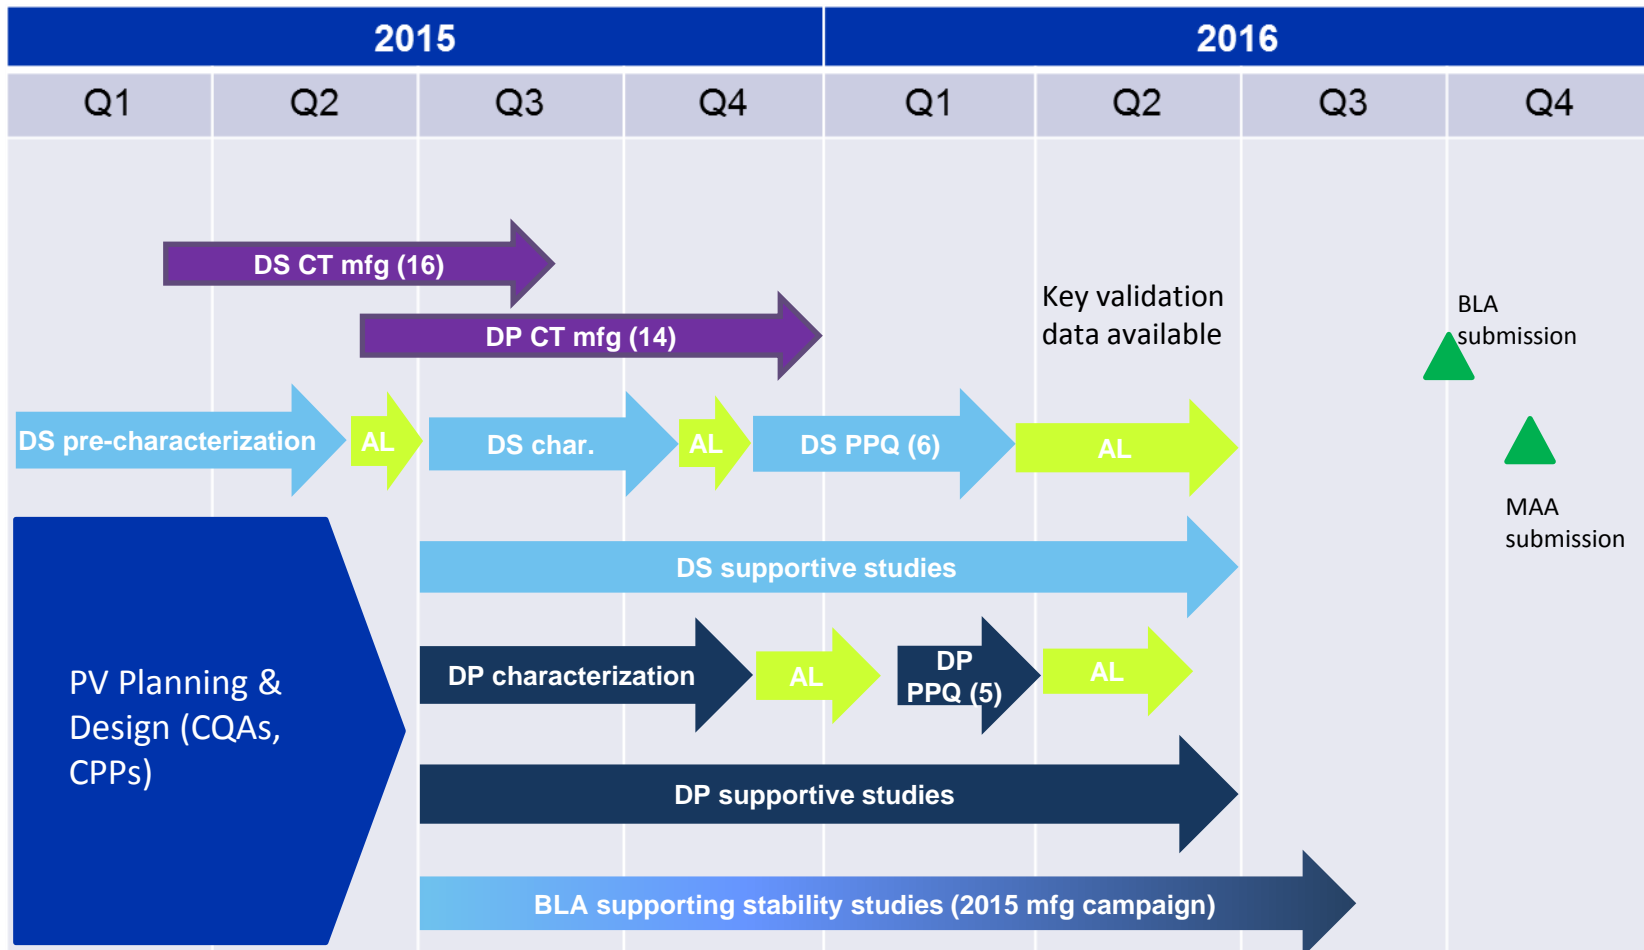 2015
2016
Q1
Q2
Q3
Q4
Q1
Q2
Q3
Q4
DS CT mfg (16)
DP CT mfg (14)
Key validation
data available
BLA
submission
DS pre-characterization
AL
DS char.
AL
DS PPQ (6)
AL
MAA
submission
DS supportive studies
PV Planning &
Design (CQAs,
CPPs)
DP characterization
AL
DP
PPQ (5)
AL
DP supportive studies
BLA supporting stability studies (2015 mfg campaign)